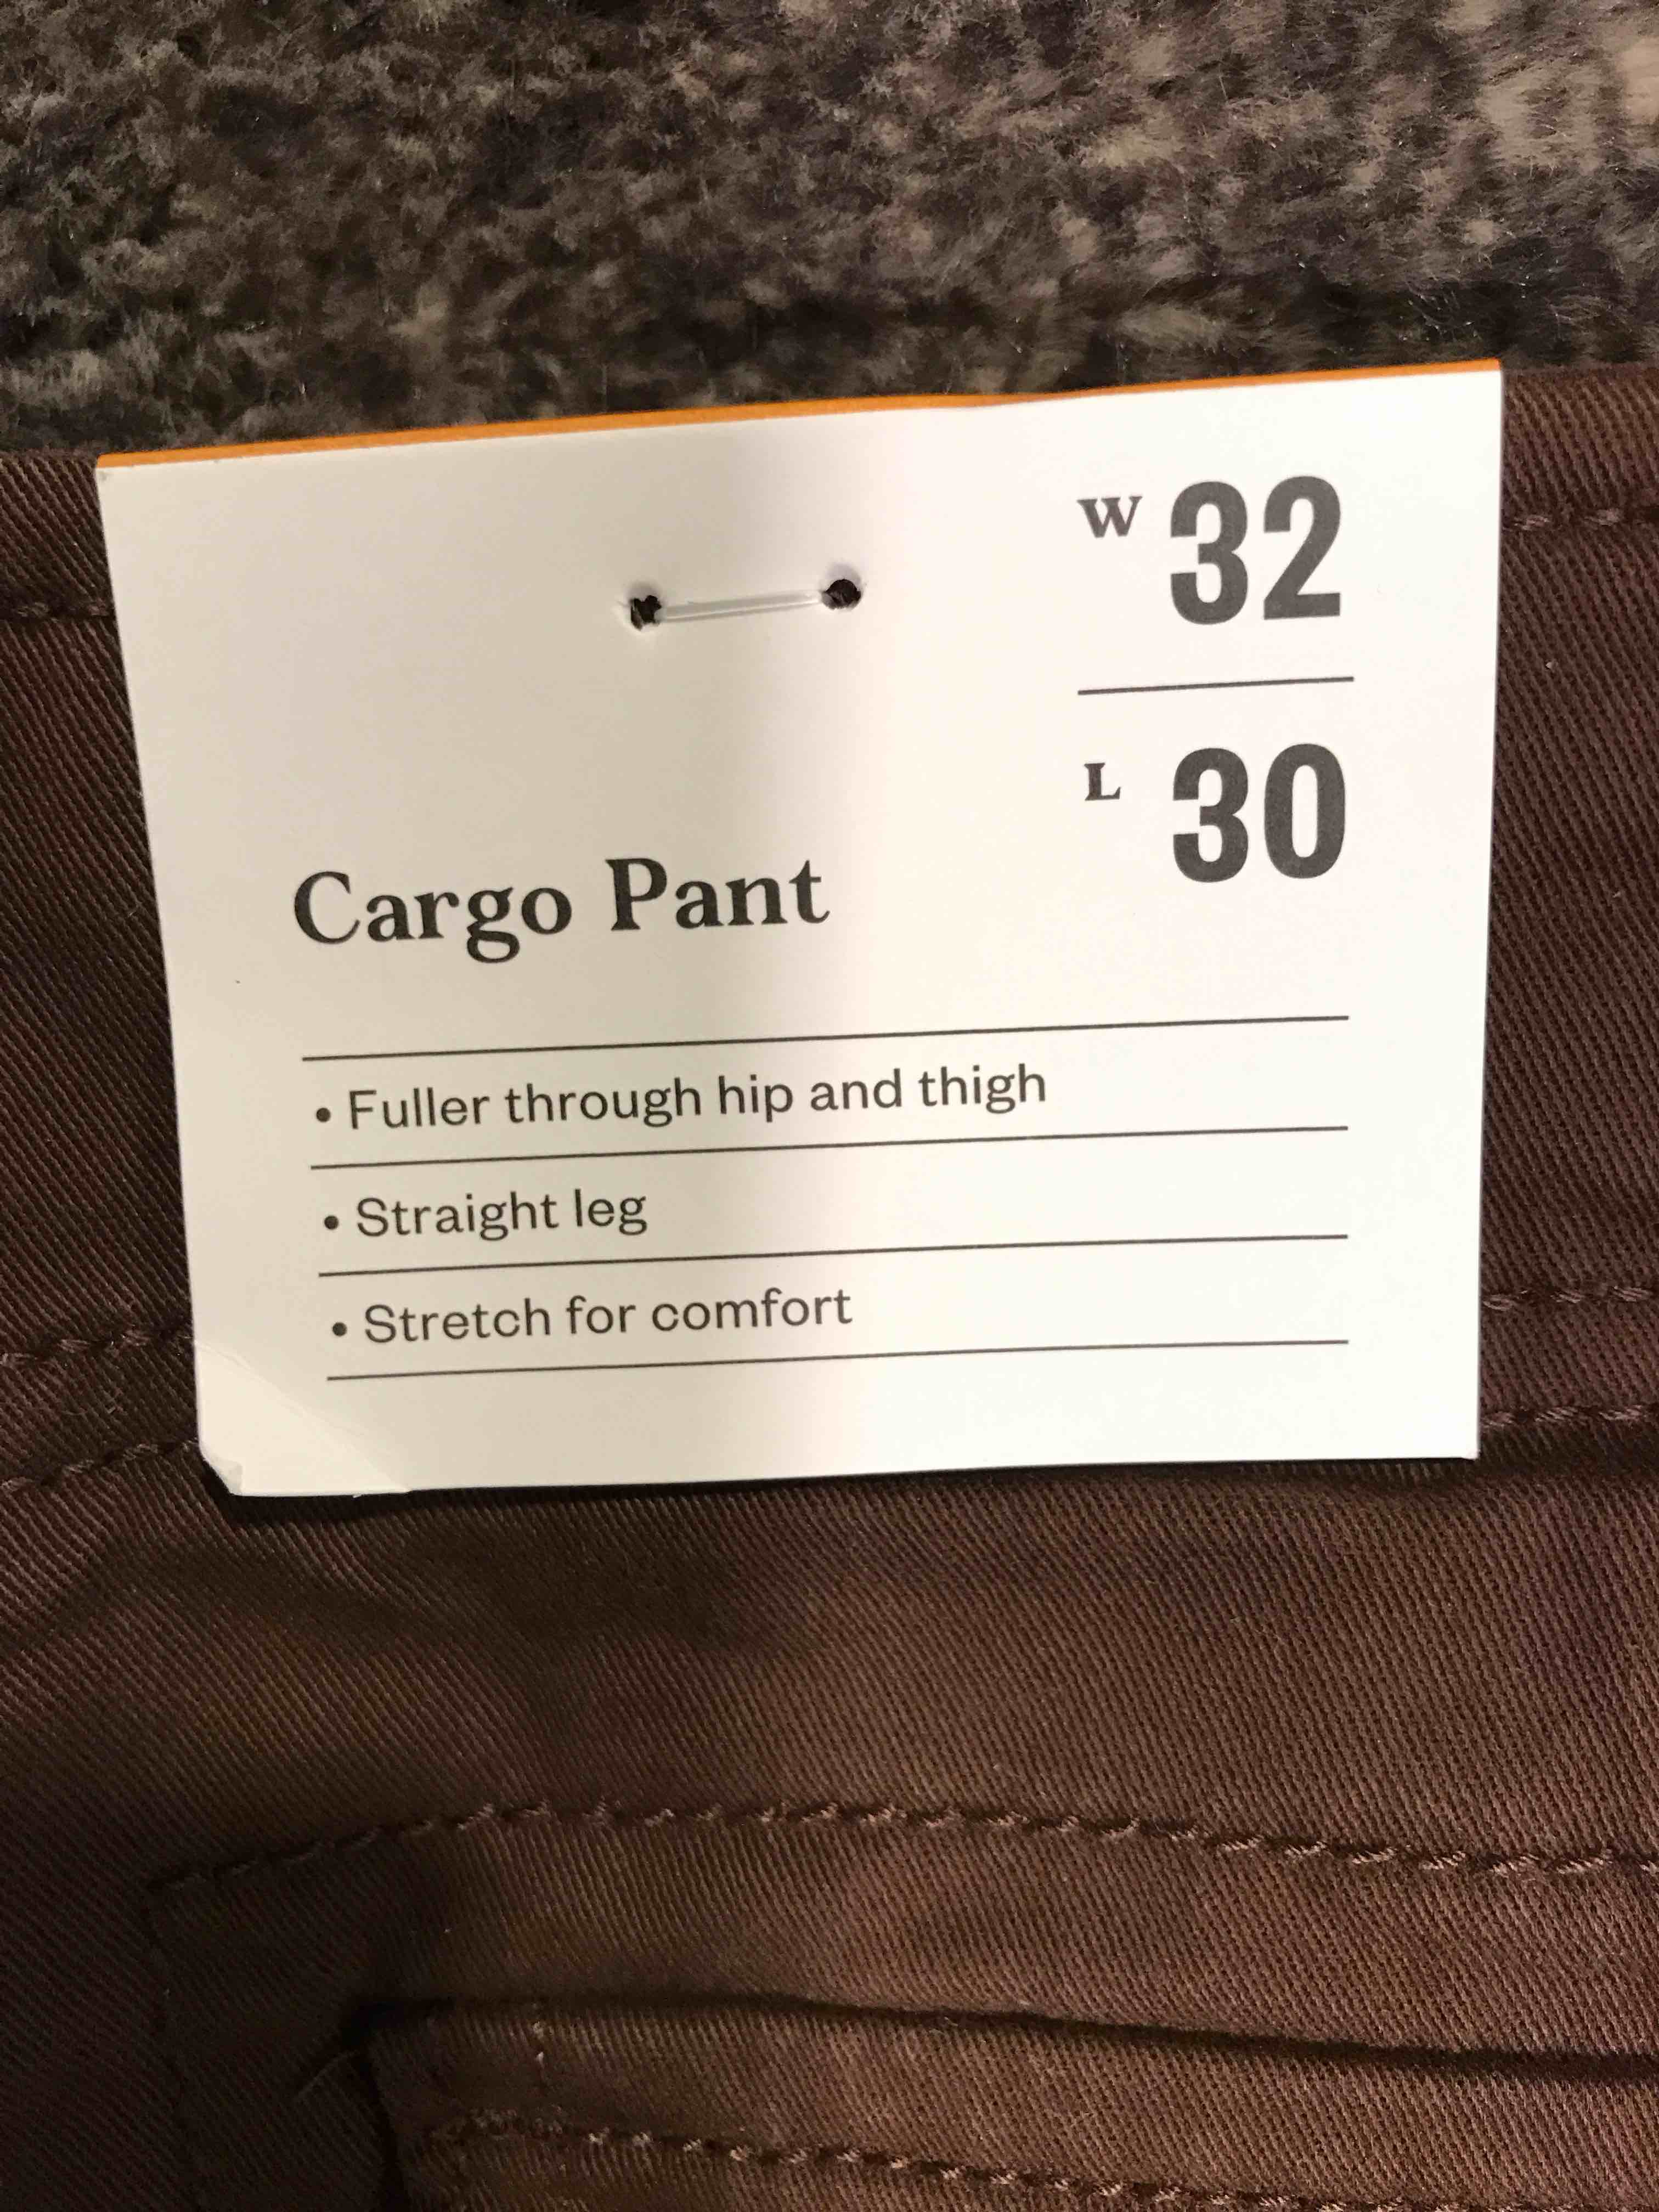 W 32
L 30
Cargo Pant
• Fuller through hip and thigh
• Straight leg
• Stretch for comfort